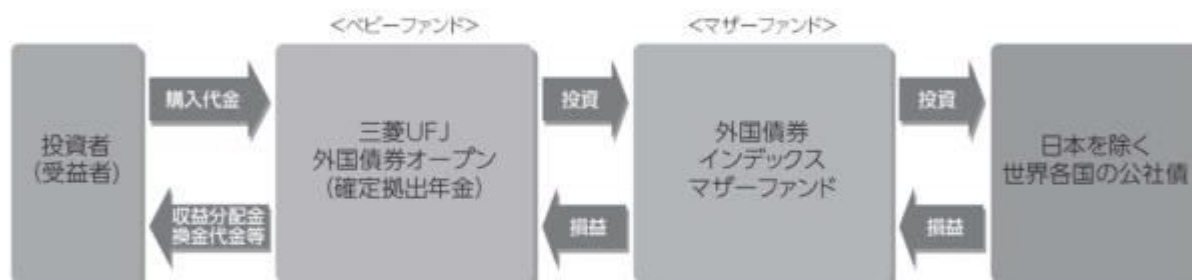 <ベビーファンド>
<マザーファンド>
投資者
(受益者)
購入代金
収益分配金
換金代金等
三菱UFJ
外国債券オープン
(確定拠出年金)
投資
損益
外国債券
インデックス
マザーファンド
投資
損益
日本を除く
世界各国の公社債